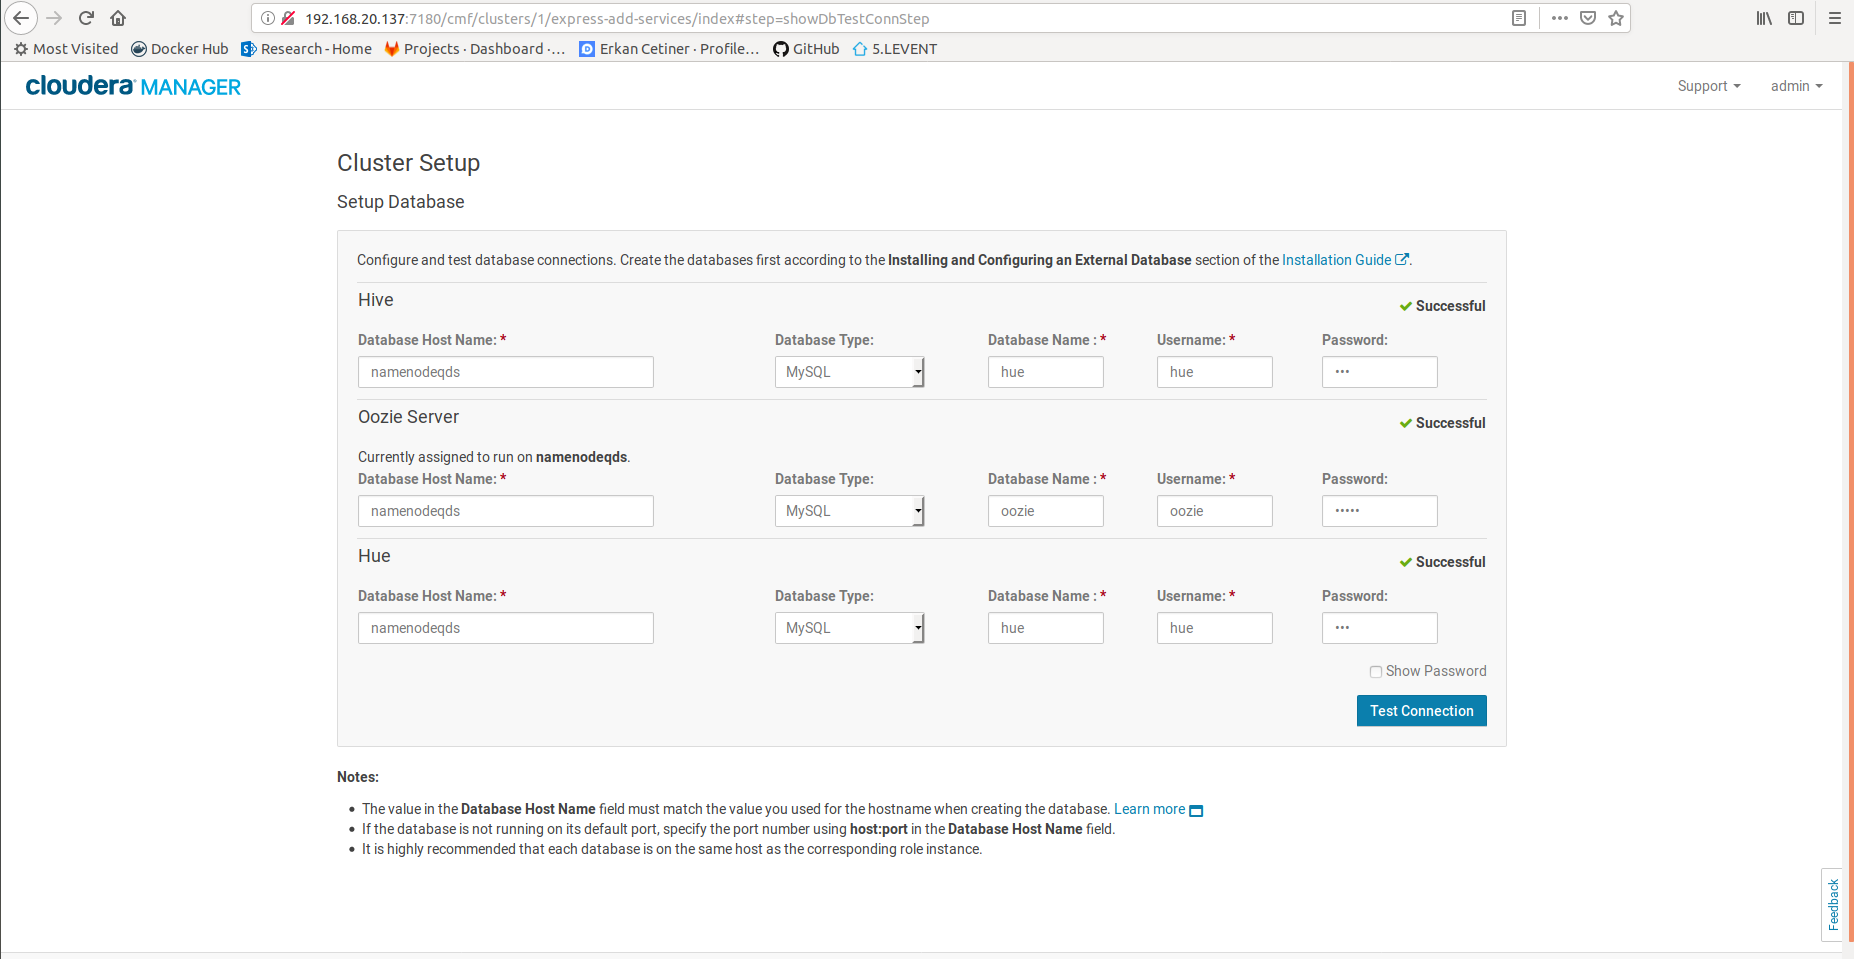 192.168.20.137:7180/cmf/clusters/1/express-add-services/index#step=showDbTestConnStep
Most Visited Docker Hub Research - Home Projects · Dashboard ·… Erkan Cetiner · Profile… GitHub 5.LEVENT
cloudera MANAGER Support admin
Cluster Setup
Setup Database
Configure and test database connections. Create the databases first according to the Installing and Configuring an External Database section of the Installation Guide.
Hive
Successful
Database Host Name: * Database Type: Database Name : * Username: * Password:
namenodeqds MySQL hue hue •••
Oozie Server
Successful
Currently assigned to run on namenodeqds.
Database Host Name: * Database Type: Database Name : * Username: * Password:
namenodeqds MySQL oozie oozie •••••
Hue
Successful
Database Host Name: * Database Type: Database Name : * Username: * Password:
namenodeqds MySQL hue hue •••
Show Password
Test Connection
Notes:
• The value in the Database Host Name field must match the value you used for the hostname when creating the database. Learn more
• If the database is not running on its default port, specify the port number using host:port in the Database Host Name field.
• It is highly recommended that each database is on the same host as the corresponding role instance.
Feedback